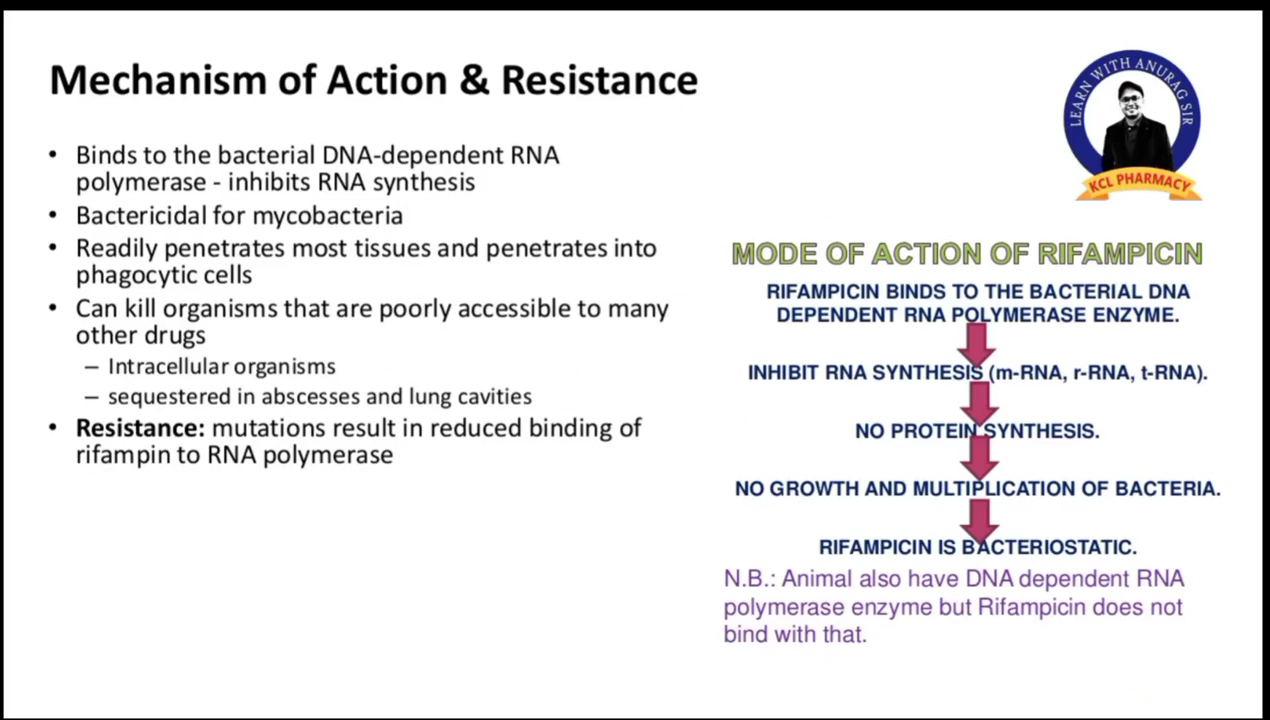 Mechanism of Action & Resistance
• Binds to the bacterial DNA-dependent RNA
polymerase - inhibits RNA synthesis
• Bactericidal for mycobacteria
• Readily penetrates most tissues and penetrates into
phagocytic cells
• Can kill organisms that are poorly accessible to many
other drugs
– Intracellular organisms
– sequestered in abscesses and lung cavities
• Resistance: mutations result in reduced binding of
rifampin to RNA polymerase
LEARN WITH ANURAG SIR
KCL PHARMACY
MODE OF ACTION OF RIFAMPICIN
RIFAMPICIN BINDS TO THE BACTERIAL DNA
DEPENDENT RNA POLYMERASE ENZYME.
INHIBIT RNA SYNTHESIS (m-RNA, r-RNA, t-RNA).
NO PROTEIN SYNTHESIS.
NO GROWTH AND MULTIPLICATION OF BACTERIA.
RIFAMPICIN IS BACTERIOSTATIC.
N.B.: Animal also have DNA dependent RNA
polymerase enzyme but Rifampicin does not
bind with that.